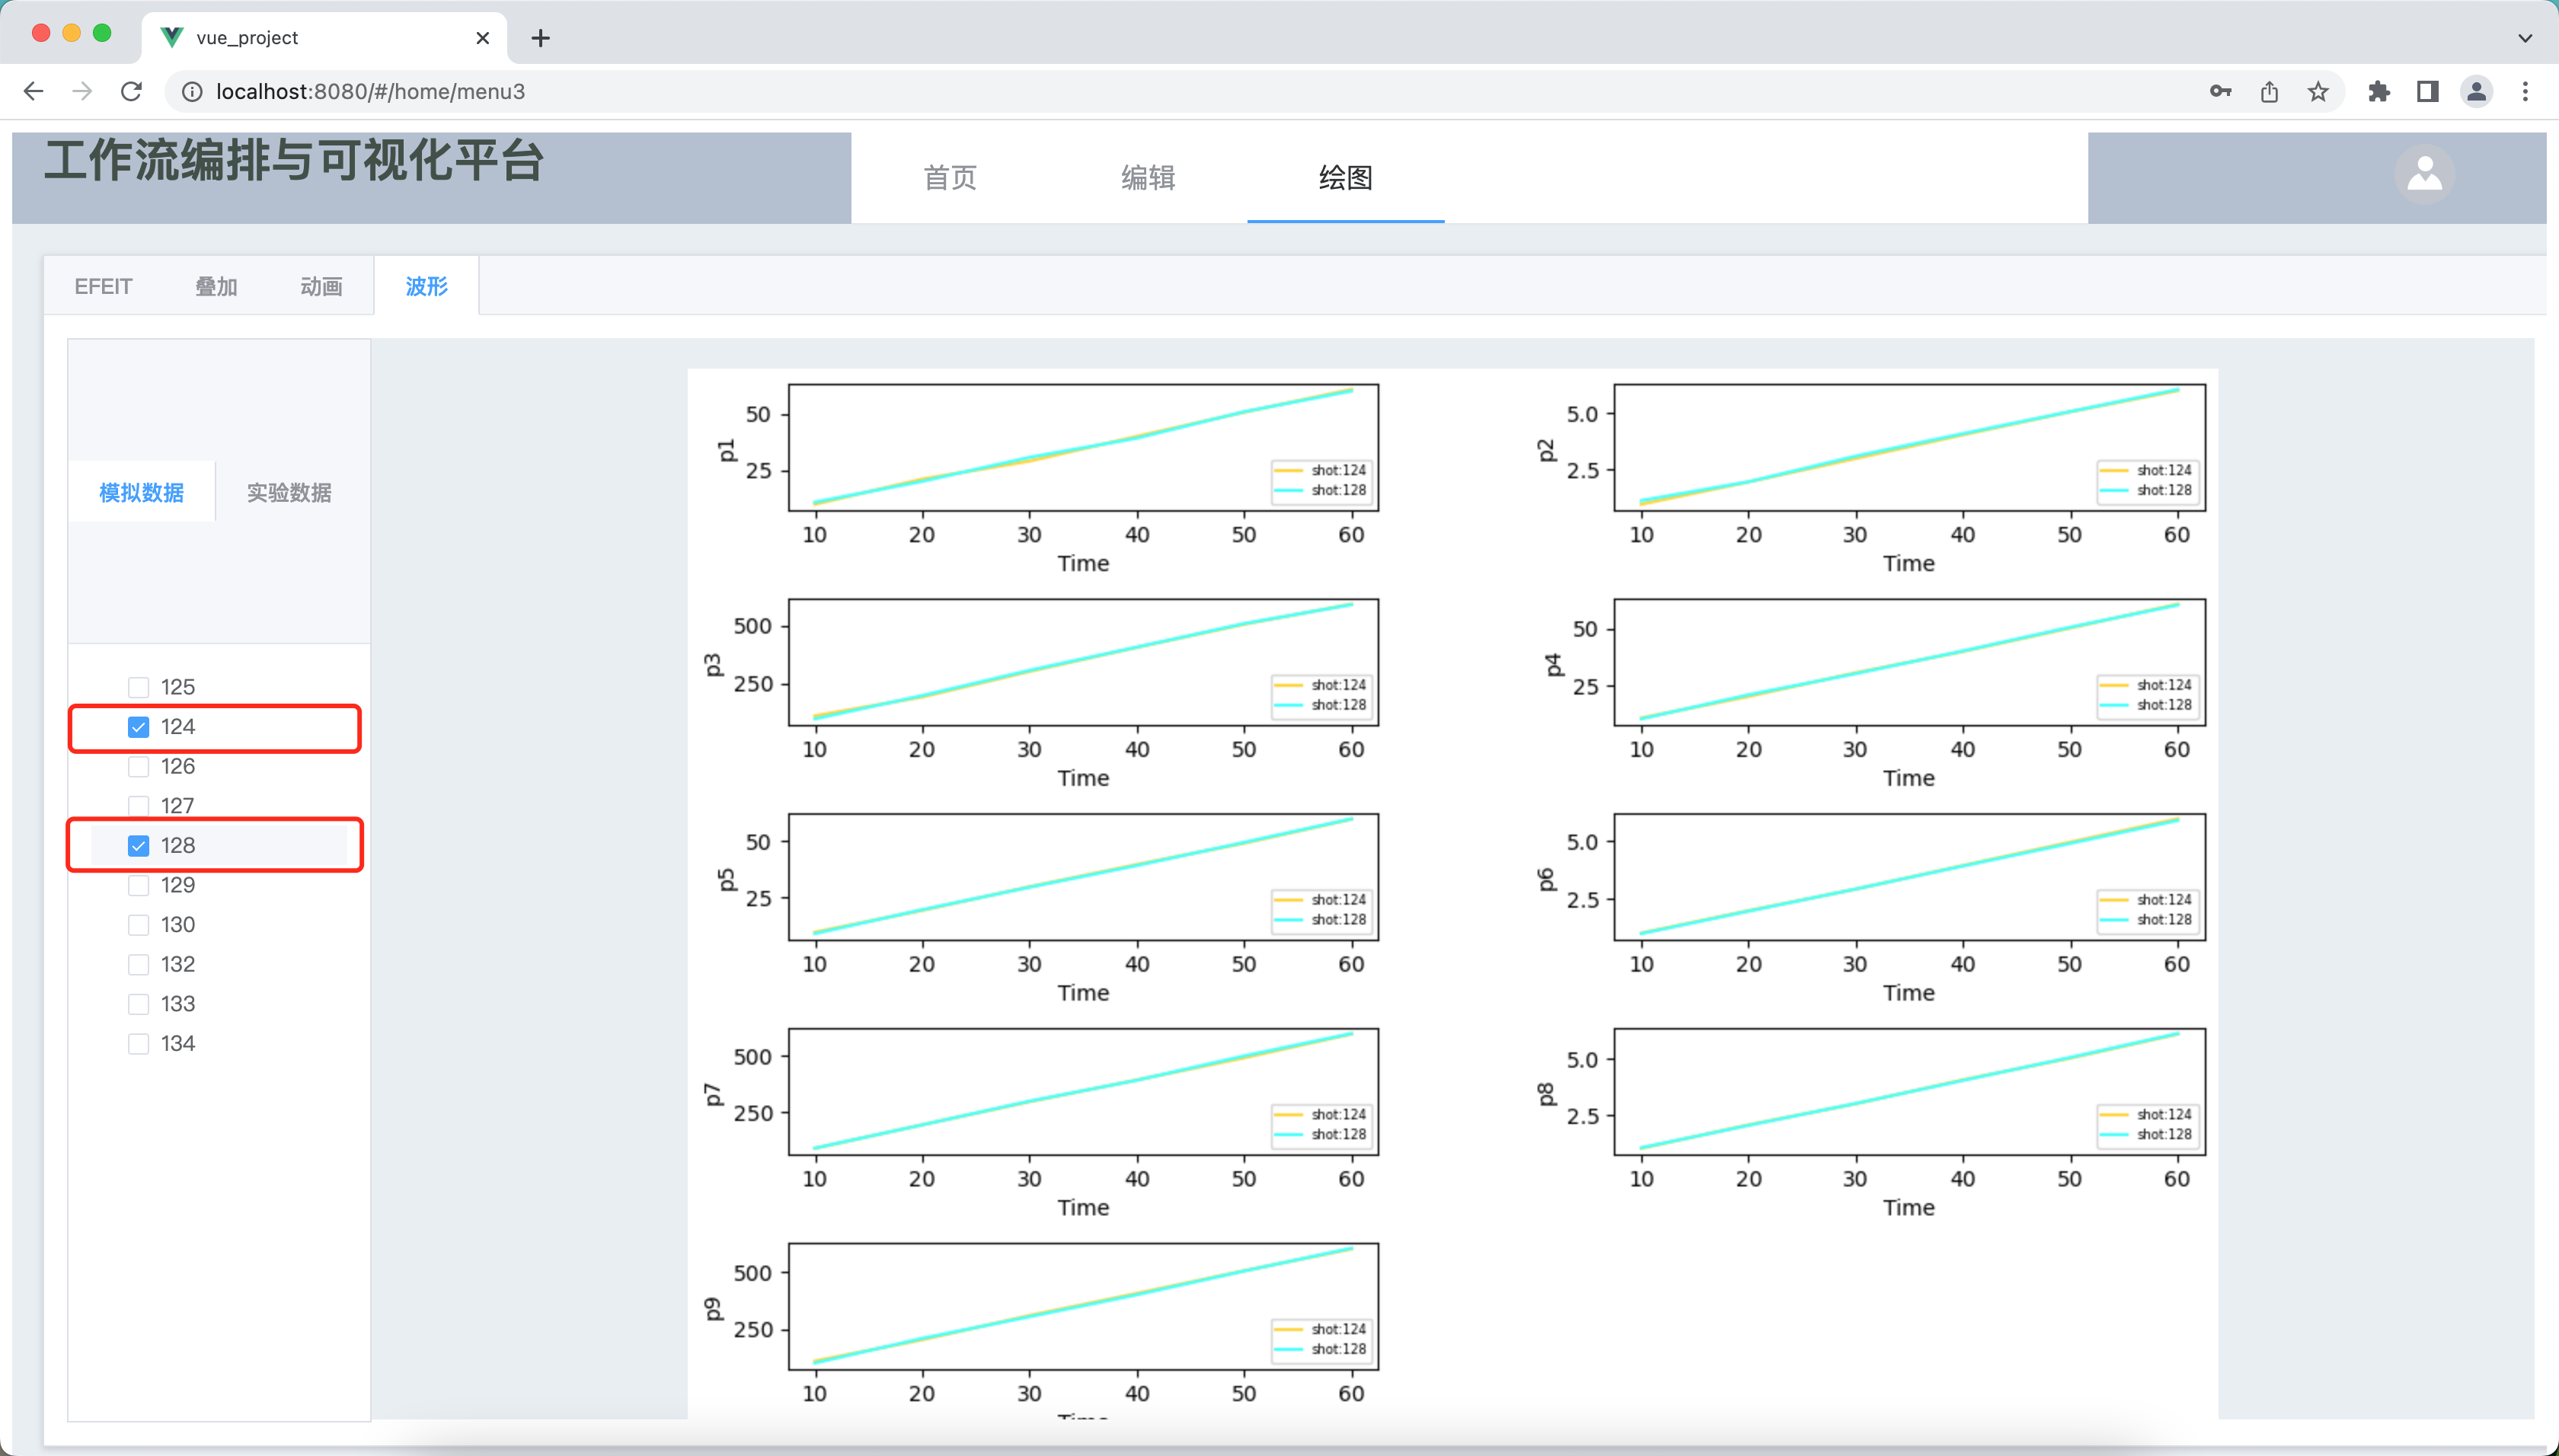 vue_project
localhost:8080/#/home/menu3
工作流编排与可视化平台
首页 编辑 绘图
EFEIT 叠加 动画 波形
模拟数据 实验数据
125
124
126
127
128
129
130
132
133
134
p1
50
25
shot:124
shot:128
10 20 30 40 50 60
Time
p2
5.0
2.5
shot:124
shot:128
10 20 30 40 50 60
Time
p3
500
250
shot:124
shot:128
10 20 30 40 50 60
Time
p4
50
25
shot:124
shot:128
10 20 30 40 50 60
Time
p5
50
25
shot:124
shot:128
10 20 30 40 50 60
Time
p6
5.0
2.5
shot:124
shot:128
10 20 30 40 50 60
Time
p7
500
250
shot:124
shot:128
10 20 30 40 50 60
Time
p8
5.0
2.5
shot:124
shot:128
10 20 30 40 50 60
Time
p9
500
250
shot:124
shot:128
10 20 30 40 50 60